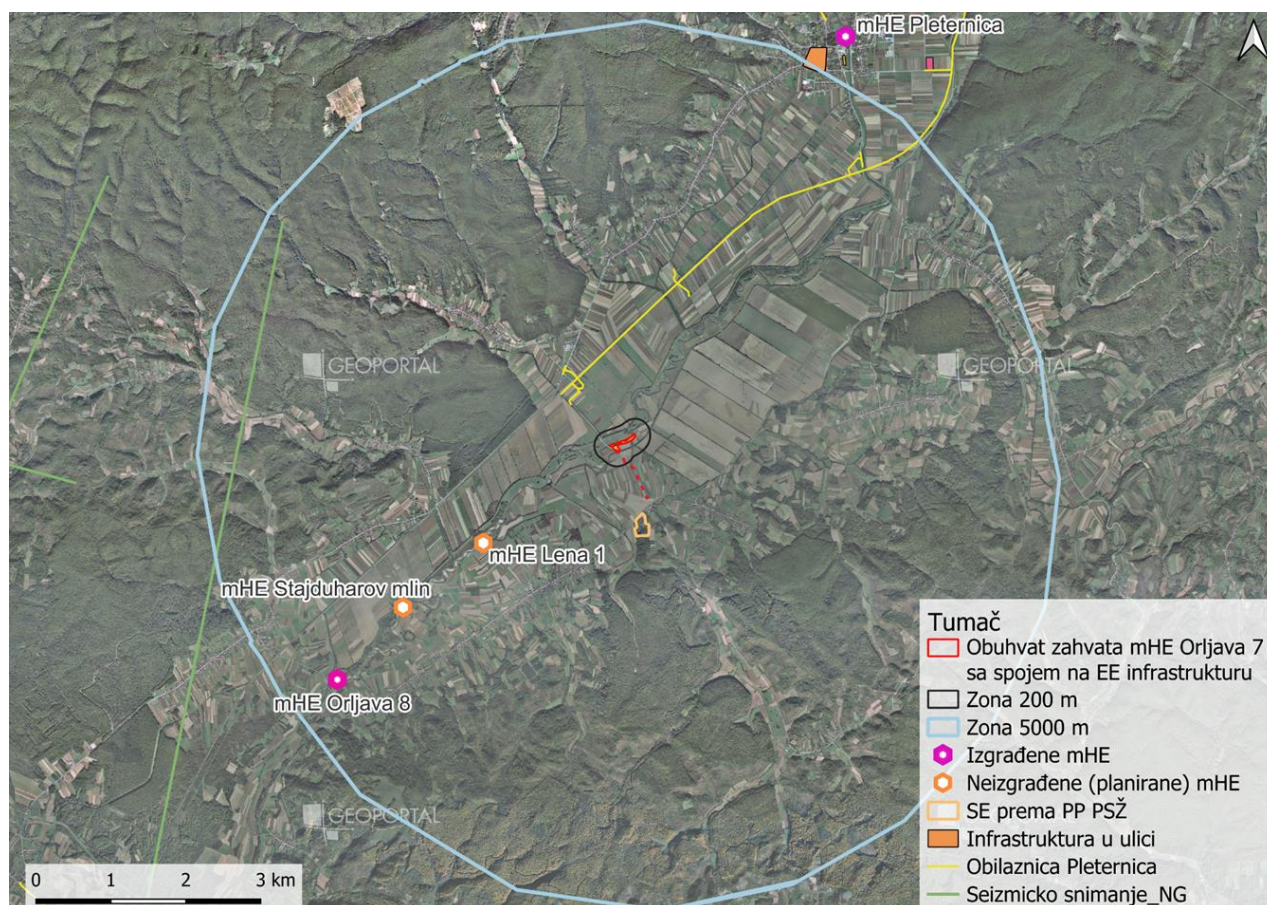 mHE Pleternica
GEOPORTAL
GEOPORTAL
mHE Lena 1
mHE Stajduharov mlin
mHE Orljava 8
GEOPORTAL
Tumač
Obuhvat zahvata mHE Orljava 7
sa spojem na EE infrastrukturu
Zona 200 m
Zona 5000 m
Izgrađene mHE
Neizgrađene (planirane) mHE
SE prema PP PSŽ
Infrastruktura u ulici
Obilaznica Pleternica
Seizmicko snimanje_NG
0 1 2 3 km